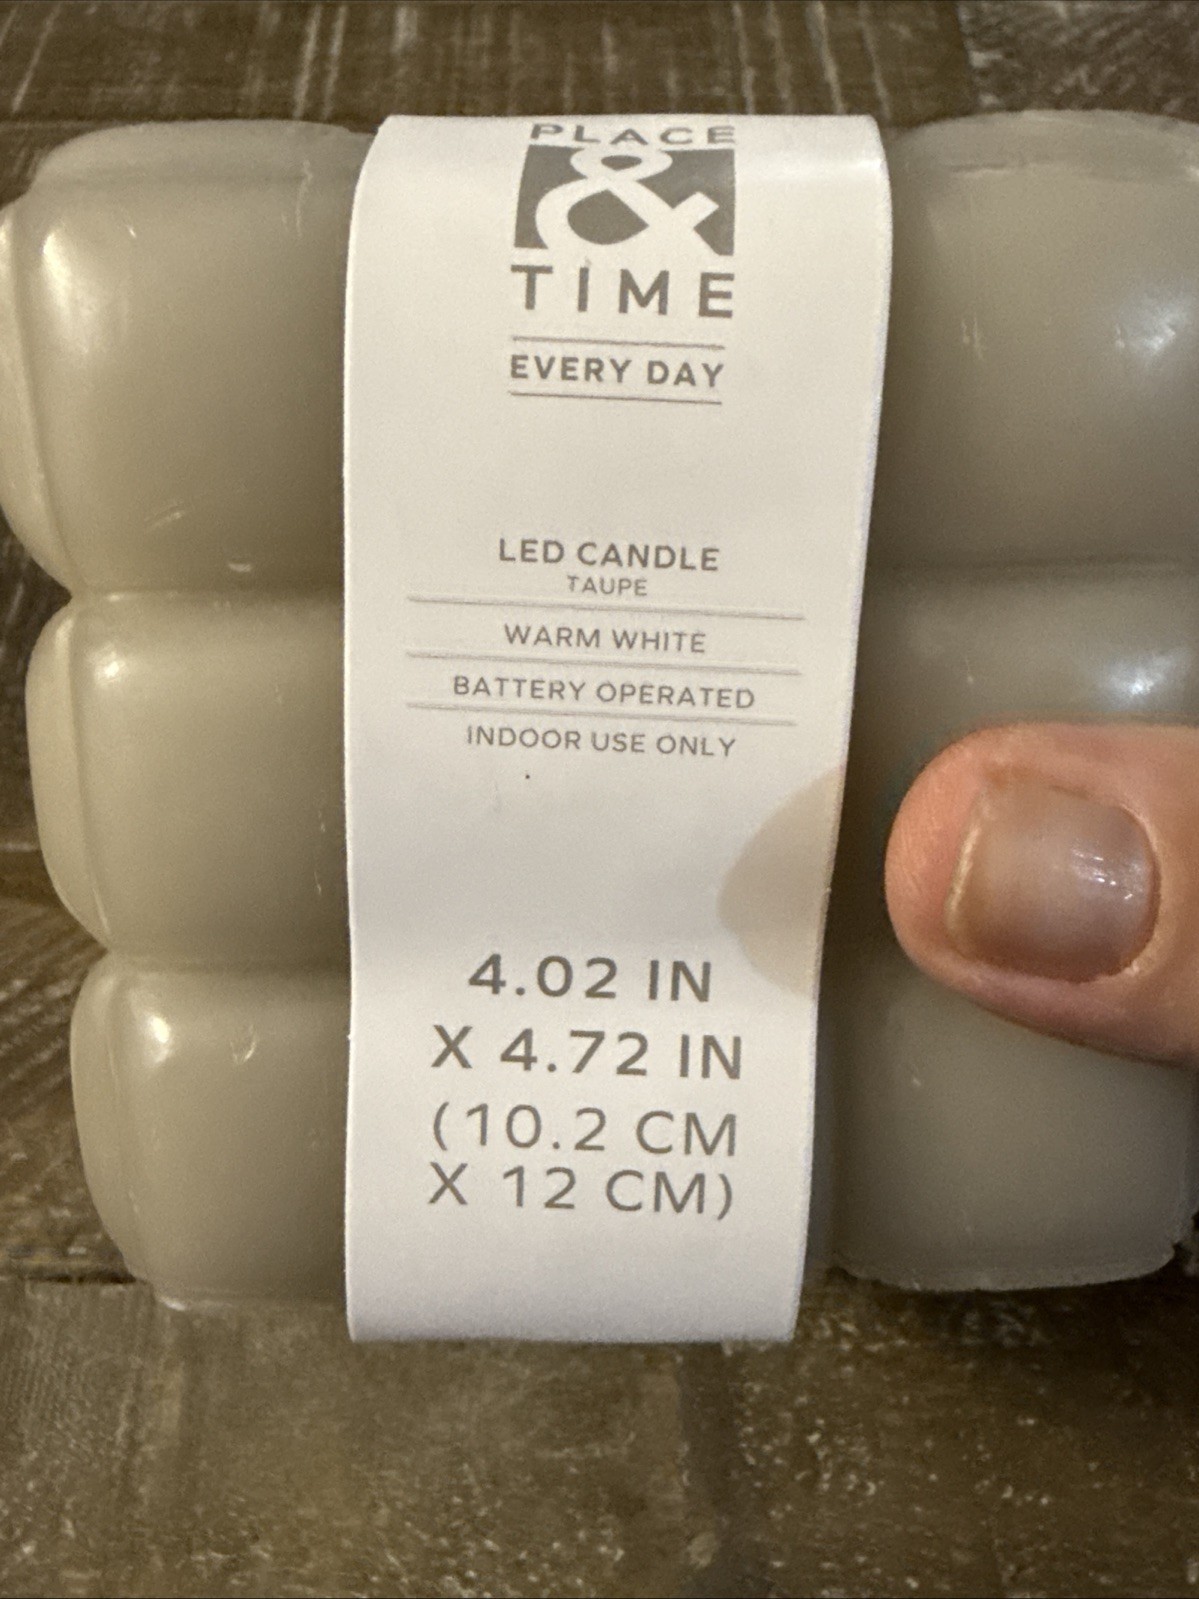 PLACE
&
TIME
EVERY DAY
LED CANDLE
TAUPE
WARM WHITE
BATTERY OPERATED
INDOOR USE ONLY
4.02 IN
X 4.72 IN
(10.2 CM
X 12 CM)